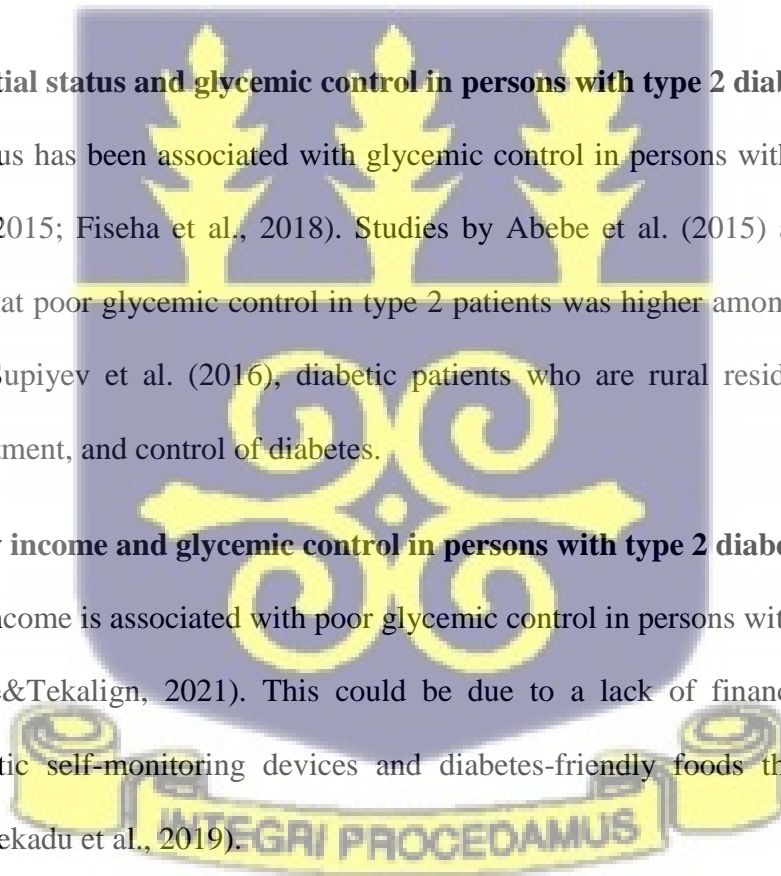 tial status and glycemic control in persons with type 2 diab
us has been associated with glycemic control in persons with
2015; Fiseha et al., 2018). Studies by Abebe et al. (2015) a
at poor glycemic control in type 2 patients was higher amon
Supiyev et al. (2016), diabetic patients who are rural resid
tment, and control of diabetes.
y income and glycemic control in persons with type 2 diabe
ncome is associated with poor glycemic control in persons wit
e&Tekalign, 2021). This could be due to a lack of financ
tic self-monitoring devices and diabetes-friendly foods th
ekadu et al., 2019).
INTEGRI PROCEDAMUS